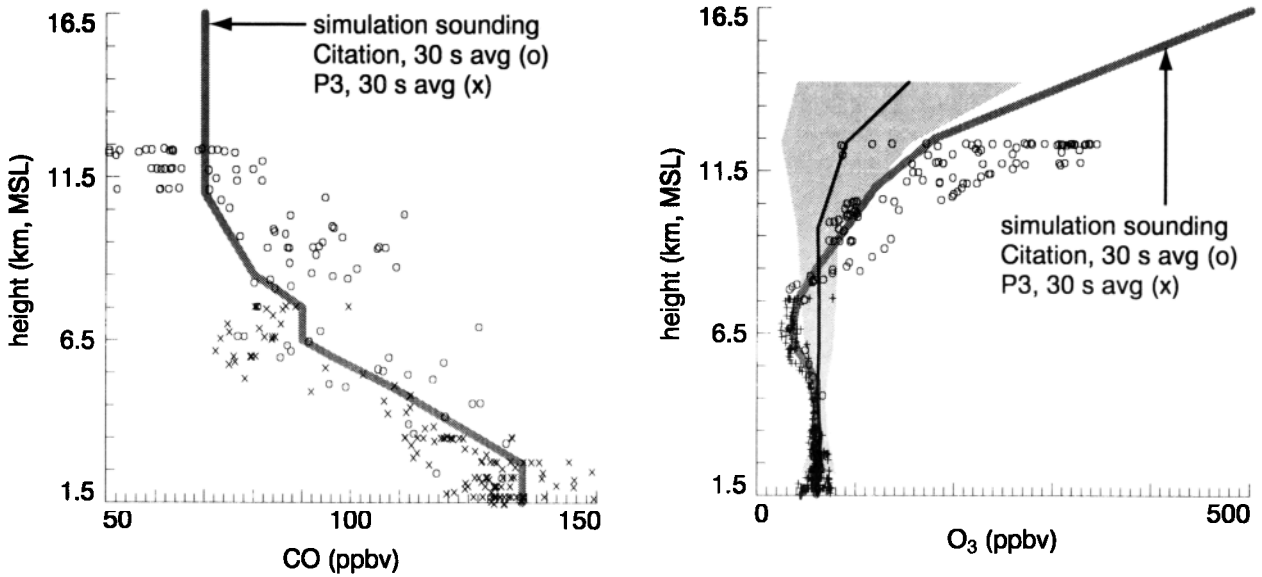 16.5
simulation sounding
Citation, 30 s avg (o)
P3, 30 s avg (x)
11.5
height (km, MSL)
6.5
1.5
50
100
150
CO (ppbv)
16.5
11.5
simulation sounding
Citation, 30 s avg (o)
P3, 30 s avg (x)
height (km, MSL)
6.5
1.5
0
500
O₃ (ppbv)